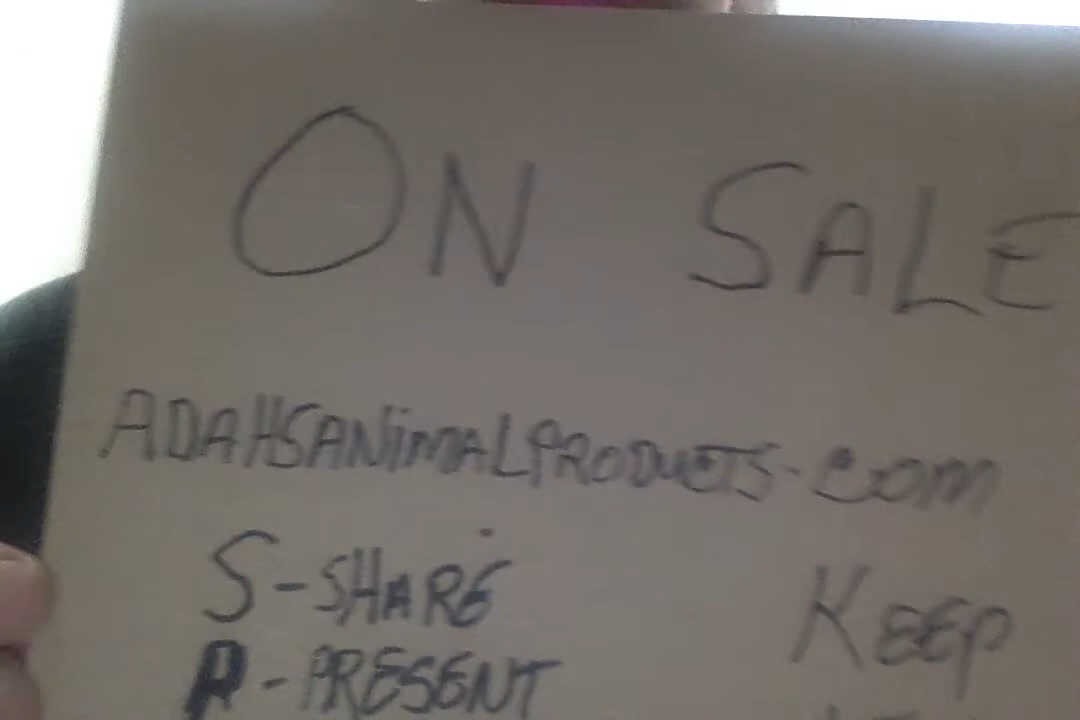 ON SALE
ADAHSANiMALPRODUCTS.com
S-SHARE
KEEP
P-PRESENT